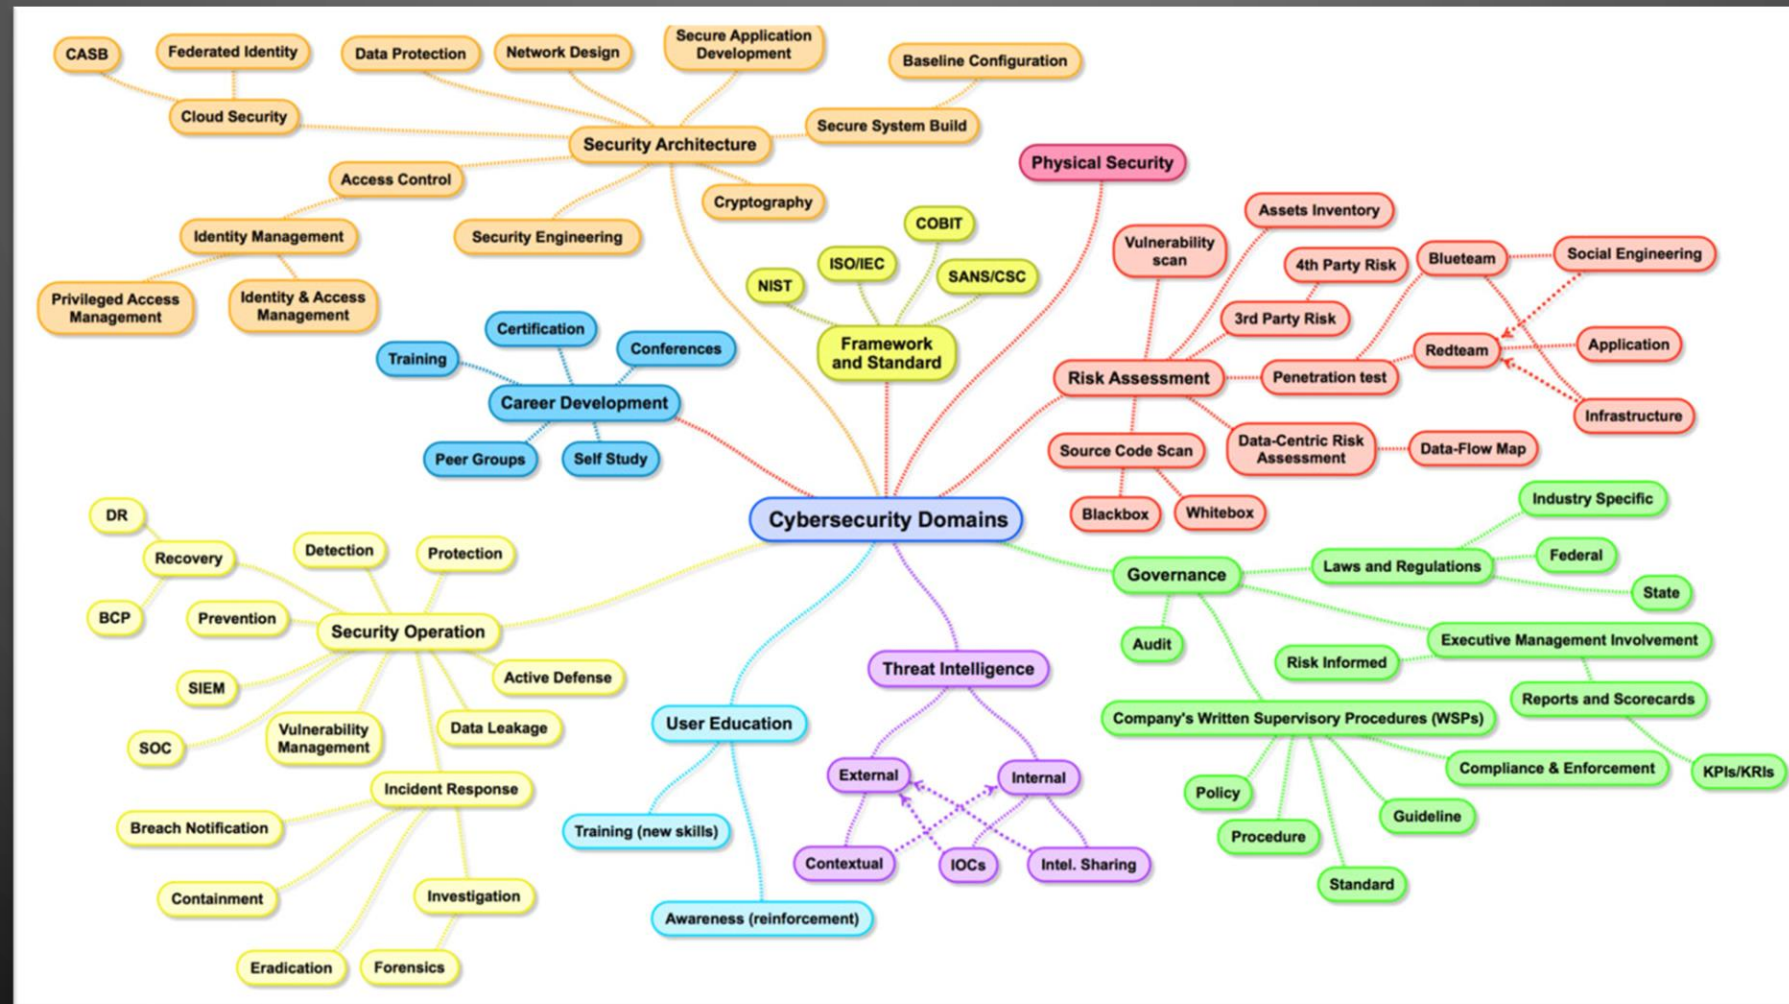 CASB
Federated Identity
Data Protection
Network Design
Secure Application
Development
Baseline Configuration
Cloud Security
Secure System Build
Security Architecture
Physical Security
Access Control
Cryptography
Identity Management
Security Engineering
Privileged Access
Management
Identity & Access
Management
COBIT
ISO/IEC
NIST
SANS/CSC
Framework
and Standard
Assets Inventory
Vulnerability
scan
4th Party Risk
Blueteam
Social Engineering
3rd Party Risk
Redteam
Application
Risk Assessment
Penetration test
Infrastructure
Source Code Scan
Data-Centric Risk
Assessment
Data-Flow Map
Blackbox
Whitebox
Certification
Training
Conferences
Career Development
Peer Groups
Self Study
Cybersecurity Domains
DR
Recovery
Detection
Protection
BCP
Prevention
Security Operation
SIEM
Active Defense
SOC
Vulnerability
Management
Data Leakage
Incident Response
Breach Notification
Containment
Investigation
Eradication
Forensics
User Education
Training (new skills)
Awareness (reinforcement)
Threat Intelligence
External
Internal
Contextual
IOCs
Intel. Sharing
Industry Specific
Governance
Laws and Regulations
Federal
State
Audit
Executive Management Involvement
Risk Informed
Reports and Scorecards
Company's Written Supervisory Procedures (WSPs)
Compliance & Enforcement
KPIs/KRIs
Policy
Guideline
Procedure
Standard